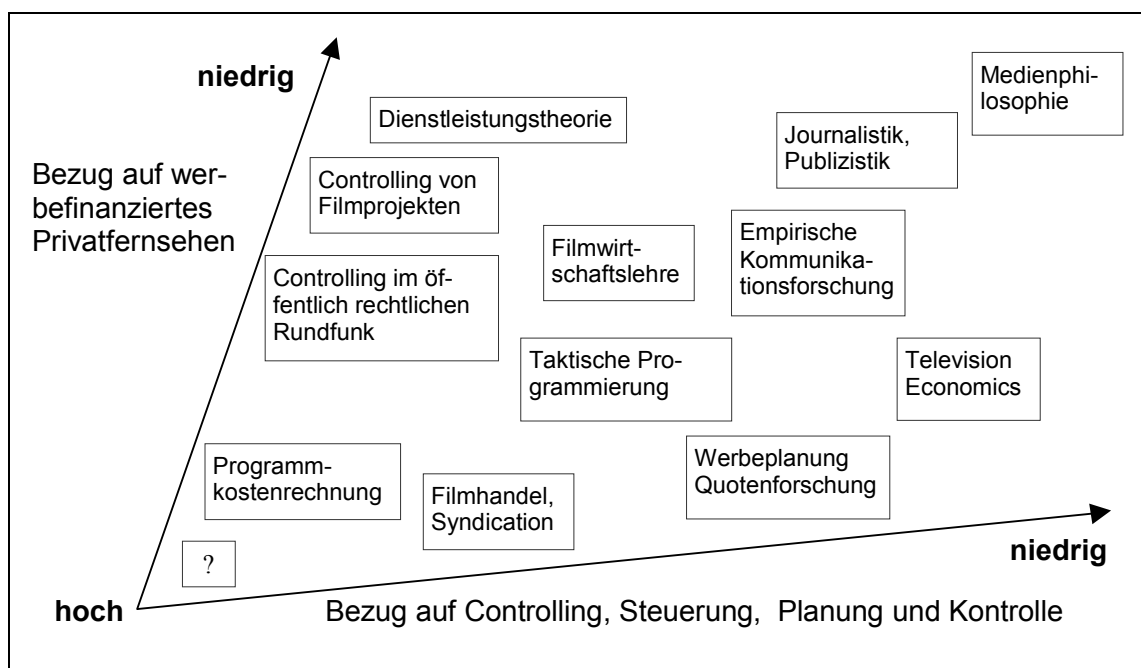 niedrig
Medienphi-
losophie
Dienstleistungstheorie
Journalistik,
Publizistik
Bezug auf wer-
befinanziertes
Privatfernsehen
Controlling von
Filmprojekten
Filmwirt-
schaftslehre
Empirische
Kommunika-
tionsforschung
Controlling im öf-
fentlich rechtlichen
Rundfunk
Taktische Pro-
grammierung
Television
Economics
Programm-
kostenrechnung
Filmhandel,
Syndication
Werbeplanung
Quotenforschung
?
niedrig
hoch
Bezug auf Controlling, Steuerung,  Planung und Kontrolle